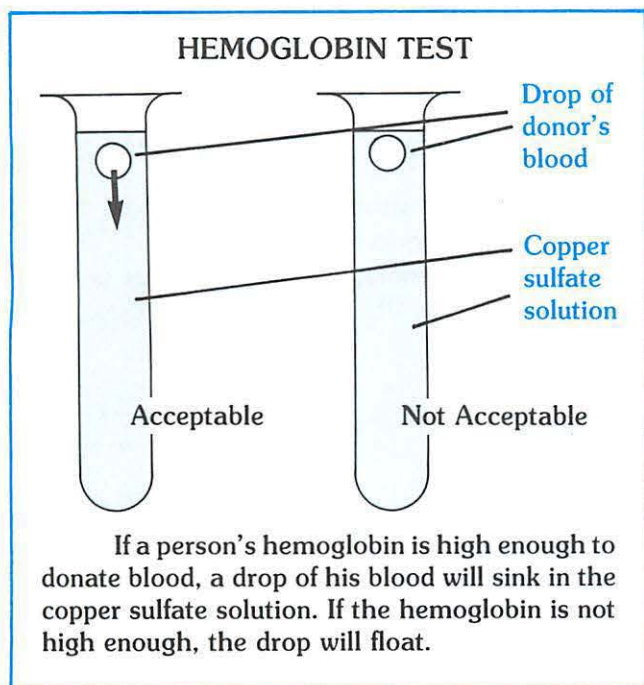 HEMOGLOBIN TEST
Drop of
donor's
blood
Copper
sulfate
solution
Acceptable
Not Acceptable
If a person's hemoglobin is high enough to
donate blood, a drop of his blood will sink in the
copper sulfate solution. If the hemoglobin is not
high enough, the drop will float.